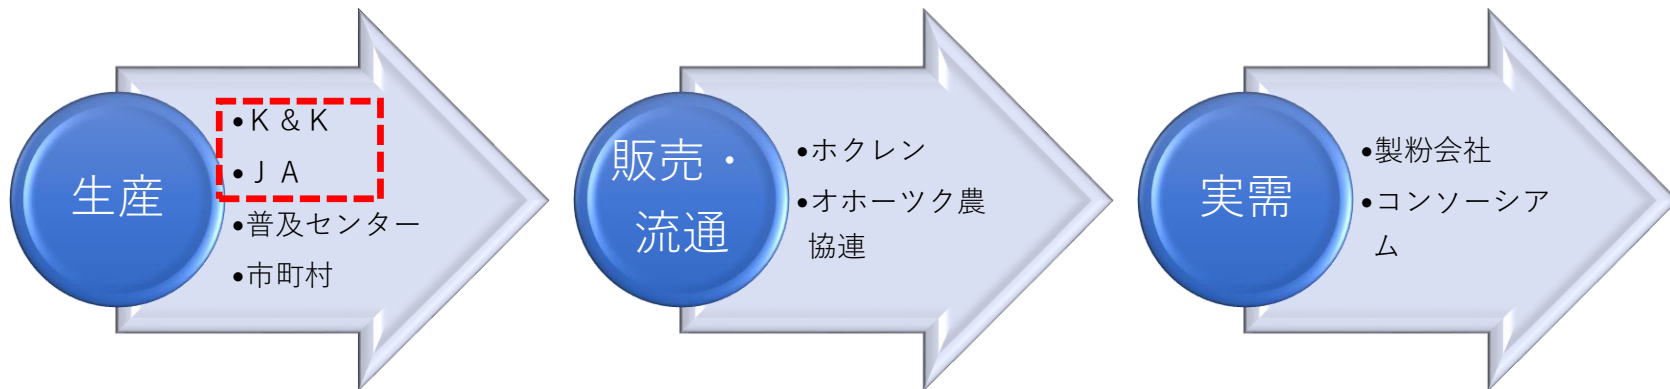 生産
•Ｋ＆Ｋ
•ＪＡ
•普及センター
•市町村
販売・
流通
•ホクレン
•オホーツク農
協連
実需
•製粉会社
•コンソーシア
ム